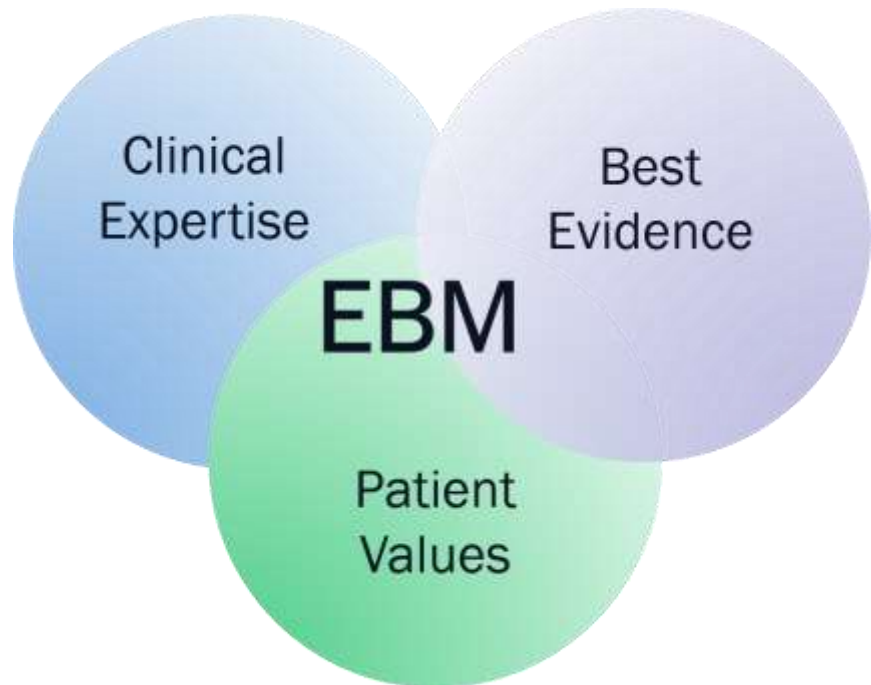 Clinical
Expertise
Best
Evidence
EBM
Patient
Values